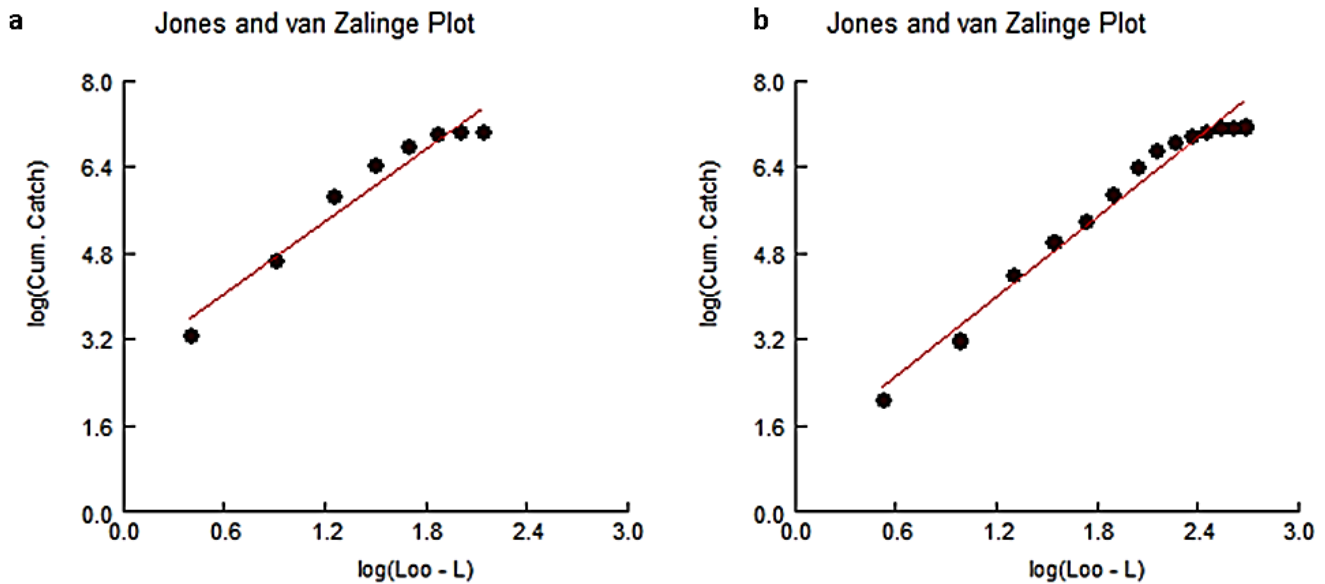 a
Jones and van Zalinge Plot
log(Cum. Catch)
8.0
6.4
4.8
3.2
1.6
0.0
0.0 0.6 1.2 1.8 2.4 3.0
log(Loo - L)
b
Jones and van Zalinge Plot
log(Cum. Catch)
8.0
6.4
4.8
3.2
1.6
0.0
0.0 0.6 1.2 1.8 2.4 3.0
log(Loo - L)